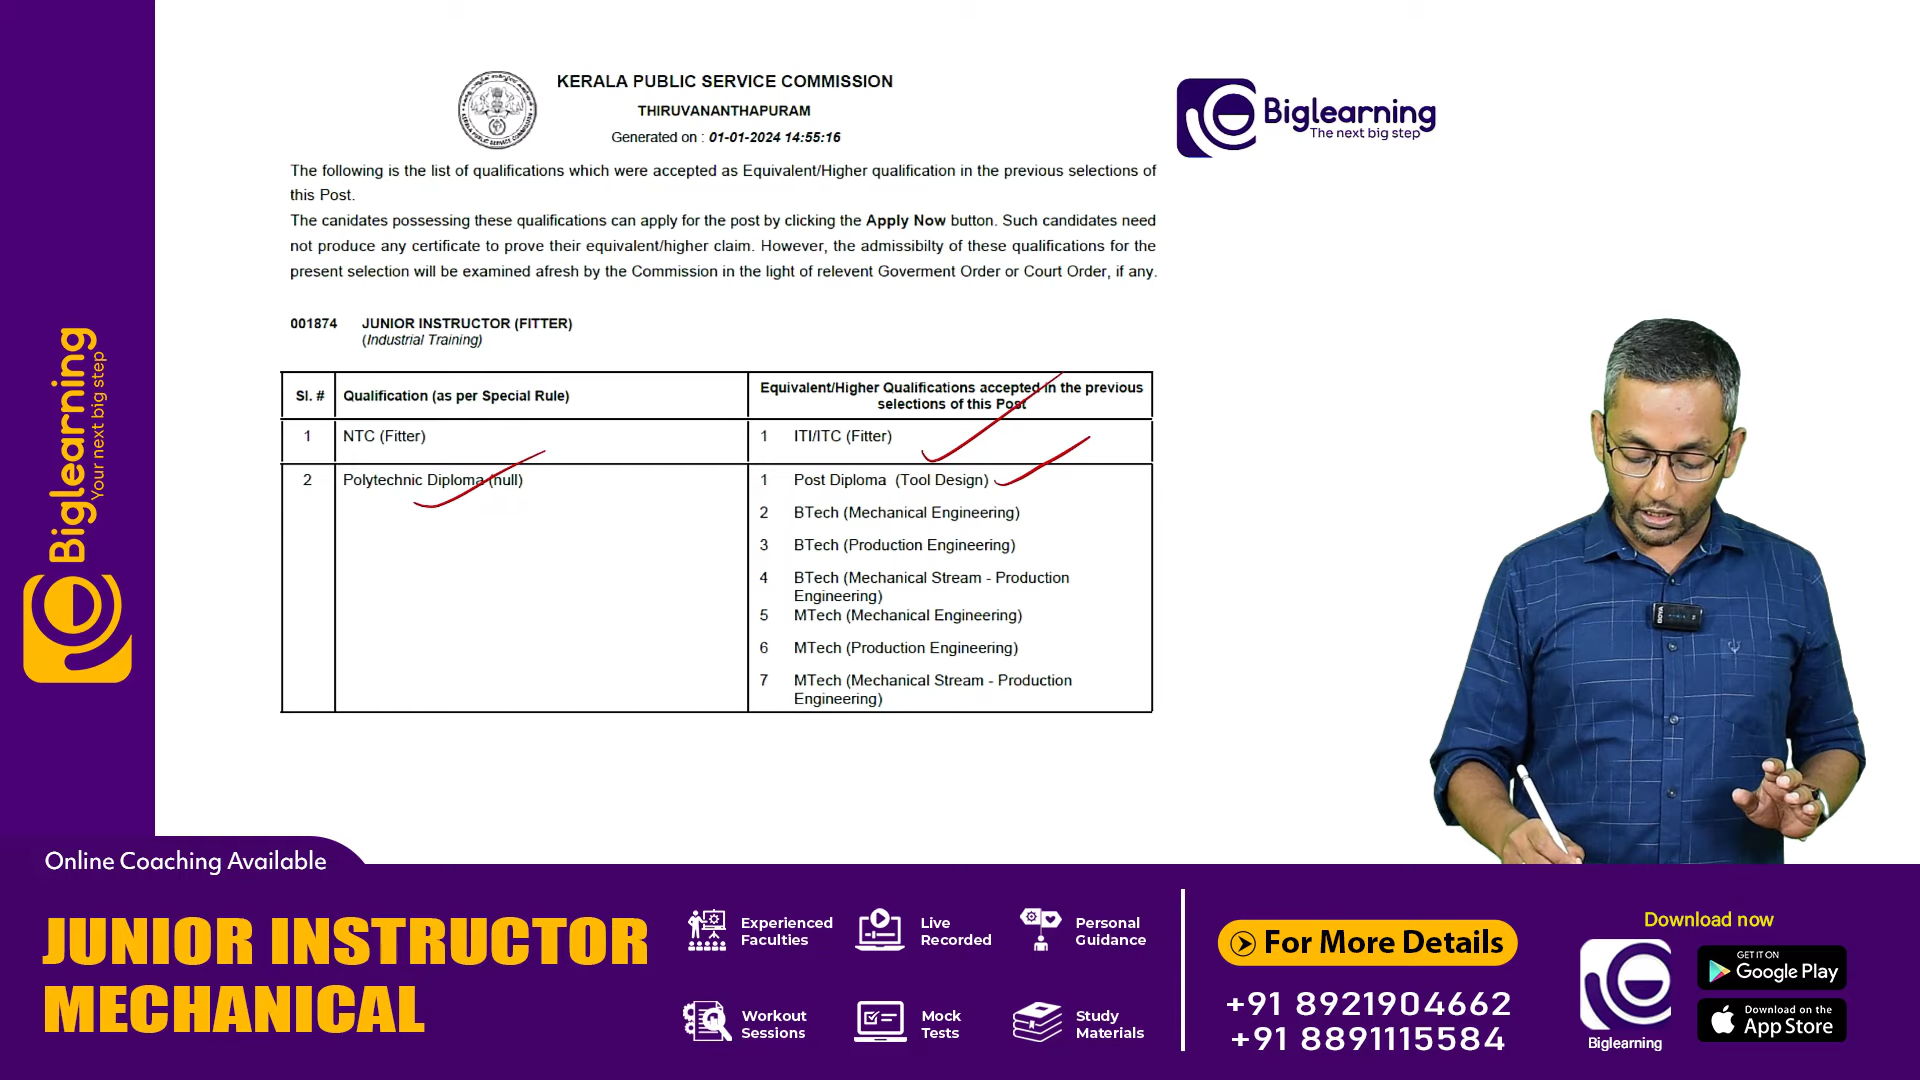 KERALA PUBLIC SERVICE COMMISSION
THIRUVANANTHAPURAM
Generated on : 01-01-2024 14:55:16
Biglearning
The next big step
The following is the list of qualifications which were accepted as Equivalent/Higher qualification in the previous selections of
this Post.
The canidates possessing these qualifications can apply for the post by clicking the Apply Now button. Such candidates need
not produce any certificate to prove their equivalent/higher claim. However, the admissibilty of these qualifications for the
present selection will be examined afresh by the Commission in the light of relevent Goverment Order or Court Order, if any.
001874 JUNIOR INSTRUCTOR (FITTER)
(Industrial Training)
Sl. # Qualification (as per Special Rule) Equivalent/Higher Qualifications accepted in the previous
selections of this Post
1 NTC (Fitter) 1 ITI/ITC (Fitter)
2 Polytechnic Diploma (null) 1 Post Diploma (Tool Design)
2 BTech (Mechanical Engineering)
3 BTech (Production Engineering)
4 BTech (Mechanical Stream - Production
Engineering)
5 MTech (Mechanical Engineering)
6 MTech (Production Engineering)
7 MTech (Mechanical Stream - Production
Engineering)
Biglearning
Your next big step
BOYA
Online Coaching Available
JUNIOR INSTRUCTOR
MECHANICAL
Experienced
Faculties
Live
Recorded
Personal
Guidance
Workout
Sessions
Mock
Tests
Study
Materials
For More Details
+91 8921904662
+91 8891115584
Download now
Biglearning
GET IT ON
Google Play
Download on the
App Store